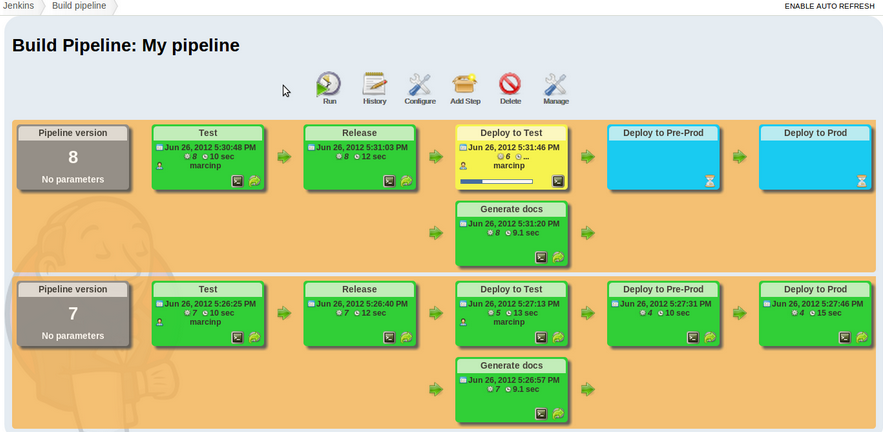 Jenkins Build pipeline ENABLE AUTO REFRESH
Build Pipeline: My pipeline
Run History Configure Add Step Delete Manage
Pipeline version
8
No parameters
Test
Jun 26, 2012 5:30:48 PM
8 10 sec
marcinp
Release
Jun 26, 2012 5:31:03 PM
8 12 sec
Deploy to Test
Jun 26, 2012 5:31:46 PM
6 ...
marcinp
Deploy to Pre-Prod
Deploy to Prod
Generate docs
Jun 26, 2012 5:31:20 PM
8 9.1 sec
Pipeline version
7
No parameters
Test
Jun 26, 2012 5:26:25 PM
7 10 sec
marcinp
Release
Jun 26, 2012 5:26:40 PM
7 12 sec
Deploy to Test
Jun 26, 2012 5:27:13 PM
5 13 sec
marcinp
Deploy to Pre-Prod
Jun 26, 2012 5:27:31 PM
4 10 sec
Deploy to Prod
Jun 26, 2012 5:27:46 PM
4 15 sec
Generate docs
Jun 26, 2012 5:26:57 PM
7 9.1 sec